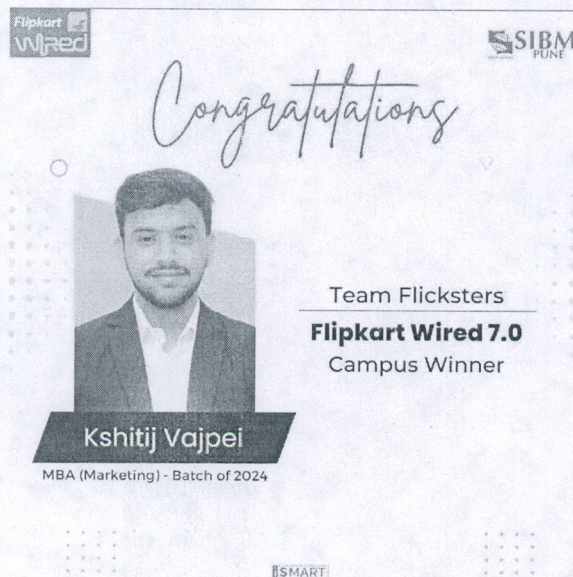 Flipkart
WiRed
SIBM
PUNE
Congratulations
Team Flicksters
Flipkart Wired 7.0
Campus Winner
Kshitij Vajpei
MBA (Marketing) - Batch of 2024
iSMART